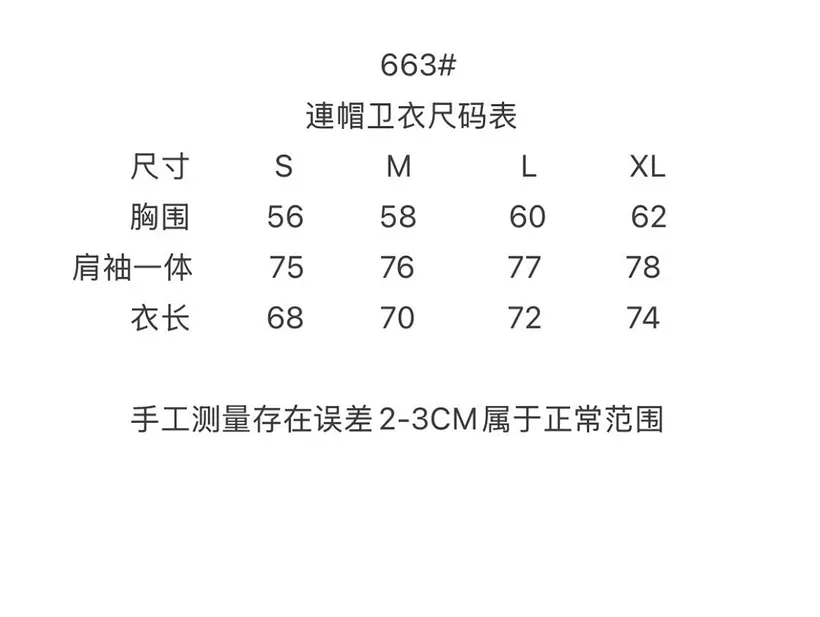 663#
連帽卫衣尺码表
尺寸 S M L XL
胸围 56 58 60 62
肩袖一体 75 76 77 78
衣长 68 70 72 74
手工测量存在误差2-3CM属于正常范围